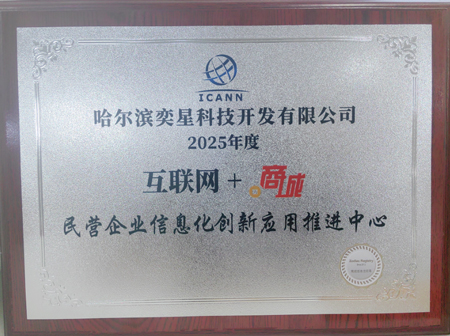 ICANN
哈尔滨奕星科技开发有限公司
2025年度
互联网 + 商城
民营企业信息化创新应用推进中心